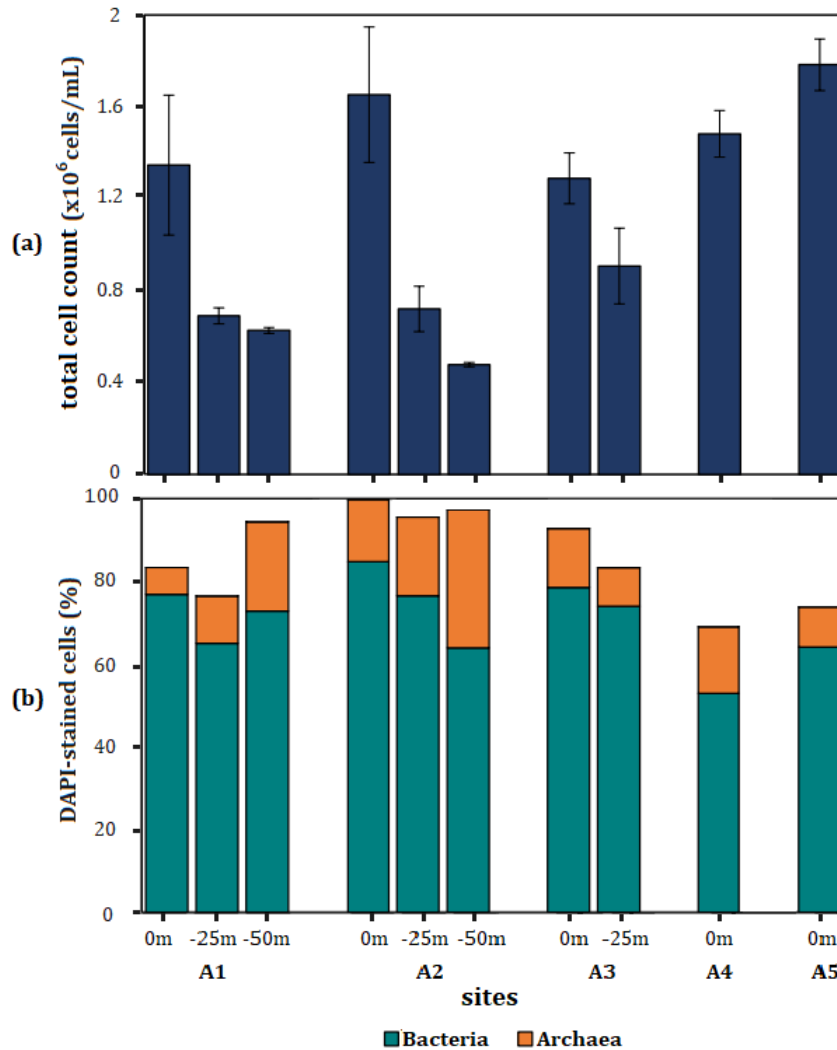 (a)
total cell count (x10⁶ cells/mL)
2
1.6
1.2
0.8
0.4
0
(b)
DAPI-stained cells (%)
100
80
60
40
20
0
0m -25m -50m 0m -25m -50m 0m -25m 0m 0m
A1 A2 A3 A4 A5
sites
Bacteria Archaea